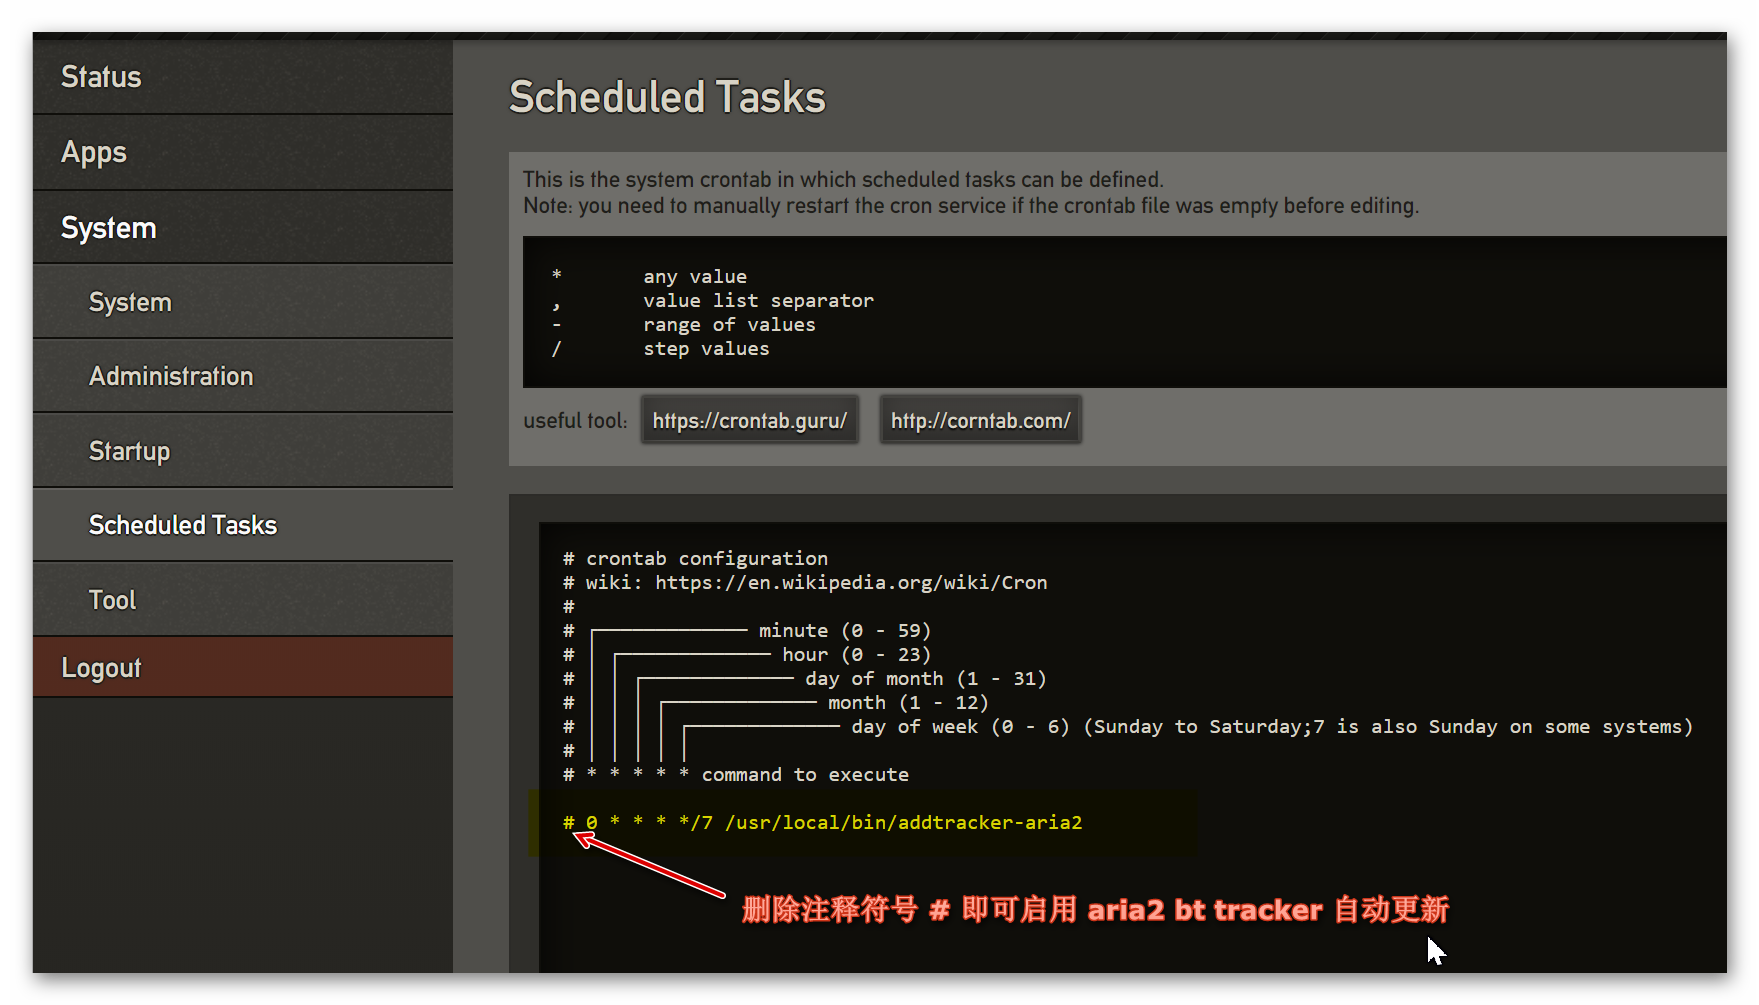 Status
Apps
System
System
Administration
Startup
Scheduled Tasks
Tool
Logout
Scheduled Tasks
This is the system crontab in which scheduled tasks can be defined.
Note: you need to manually restart the cron service if the crontab file was empty before editing.
* any value
, value list separator
- range of values
/ step values
useful tool: https://crontab.guru/ http://corntab.com/
# crontab configuration
# wiki: https://en.wikipedia.org/wiki/Cron
#
# ┌───────────── minute (0 - 59)
# │ ┌───────────── hour (0 - 23)
# │ │ ┌───────────── day of month (1 - 31)
# │ │ │ ┌───────────── month (1 - 12)
# │ │ │ │ ┌───────────── day of week (0 - 6) (Sunday to Saturday;7 is also Sunday on some systems)
# │ │ │ │ │
# * * * * * command to execute
# 0 * * * */7 /usr/local/bin/addtracker-aria2
删除注释符号 # 即可启用 aria2 bt tracker 自动更新